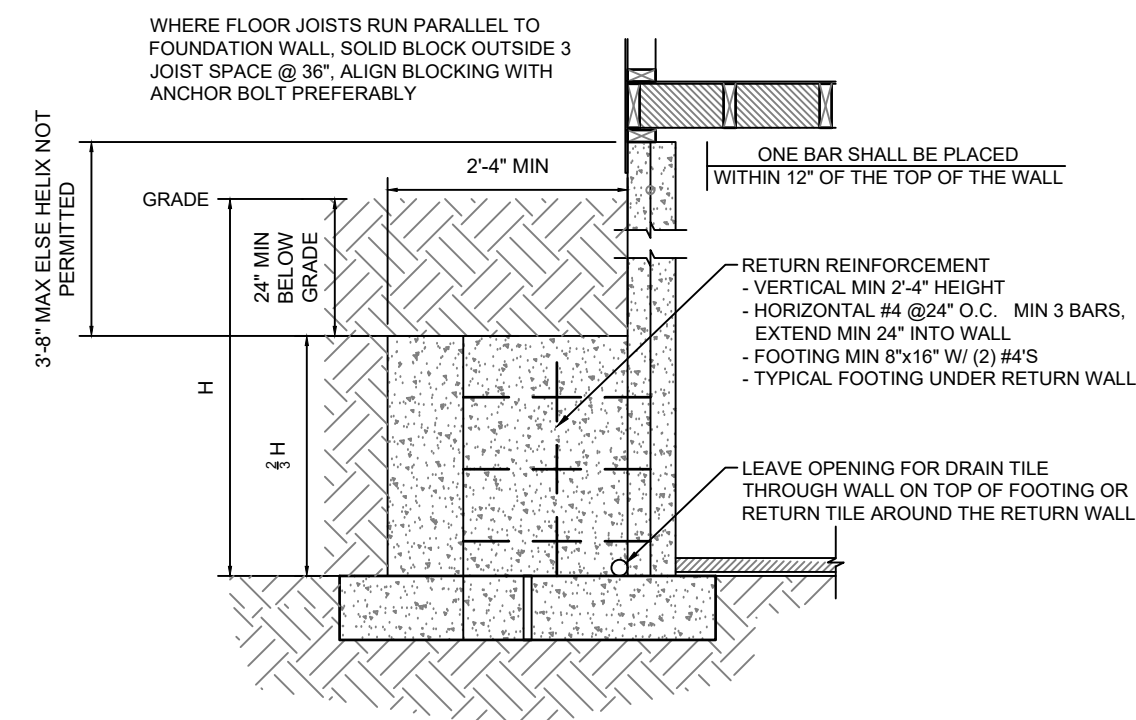 WHERE FLOOR JOISTS RUN PARALLEL TO
FOUNDATION WALL, SOLID BLOCK OUTSIDE 3
JOIST SPACE @ 36", ALIGN BLOCKING WITH
ANCHOR BOLT PREFERABLY
3'-8" MAX ELSE HELIX NOT
PERMITTED
GRADE
2'-4" MIN
24" MIN
BELOW
GRADE
H
2/3 H
ONE BAR SHALL BE PLACED
WITHIN 12" OF THE TOP OF THE WALL
RETURN REINFORCEMENT
- VERTICAL MIN 2'-4" HEIGHT
- HORIZONTAL #4 @24" O.C. MIN 3 BARS,
EXTEND MIN 24" INTO WALL
- FOOTING MIN 8"x16" W/ (2) #4'S
- TYPICAL FOOTING UNDER RETURN WALL
LEAVE OPENING FOR DRAIN TILE
THROUGH WALL ON TOP OF FOOTING OR
RETURN TILE AROUND THE RETURN WALL